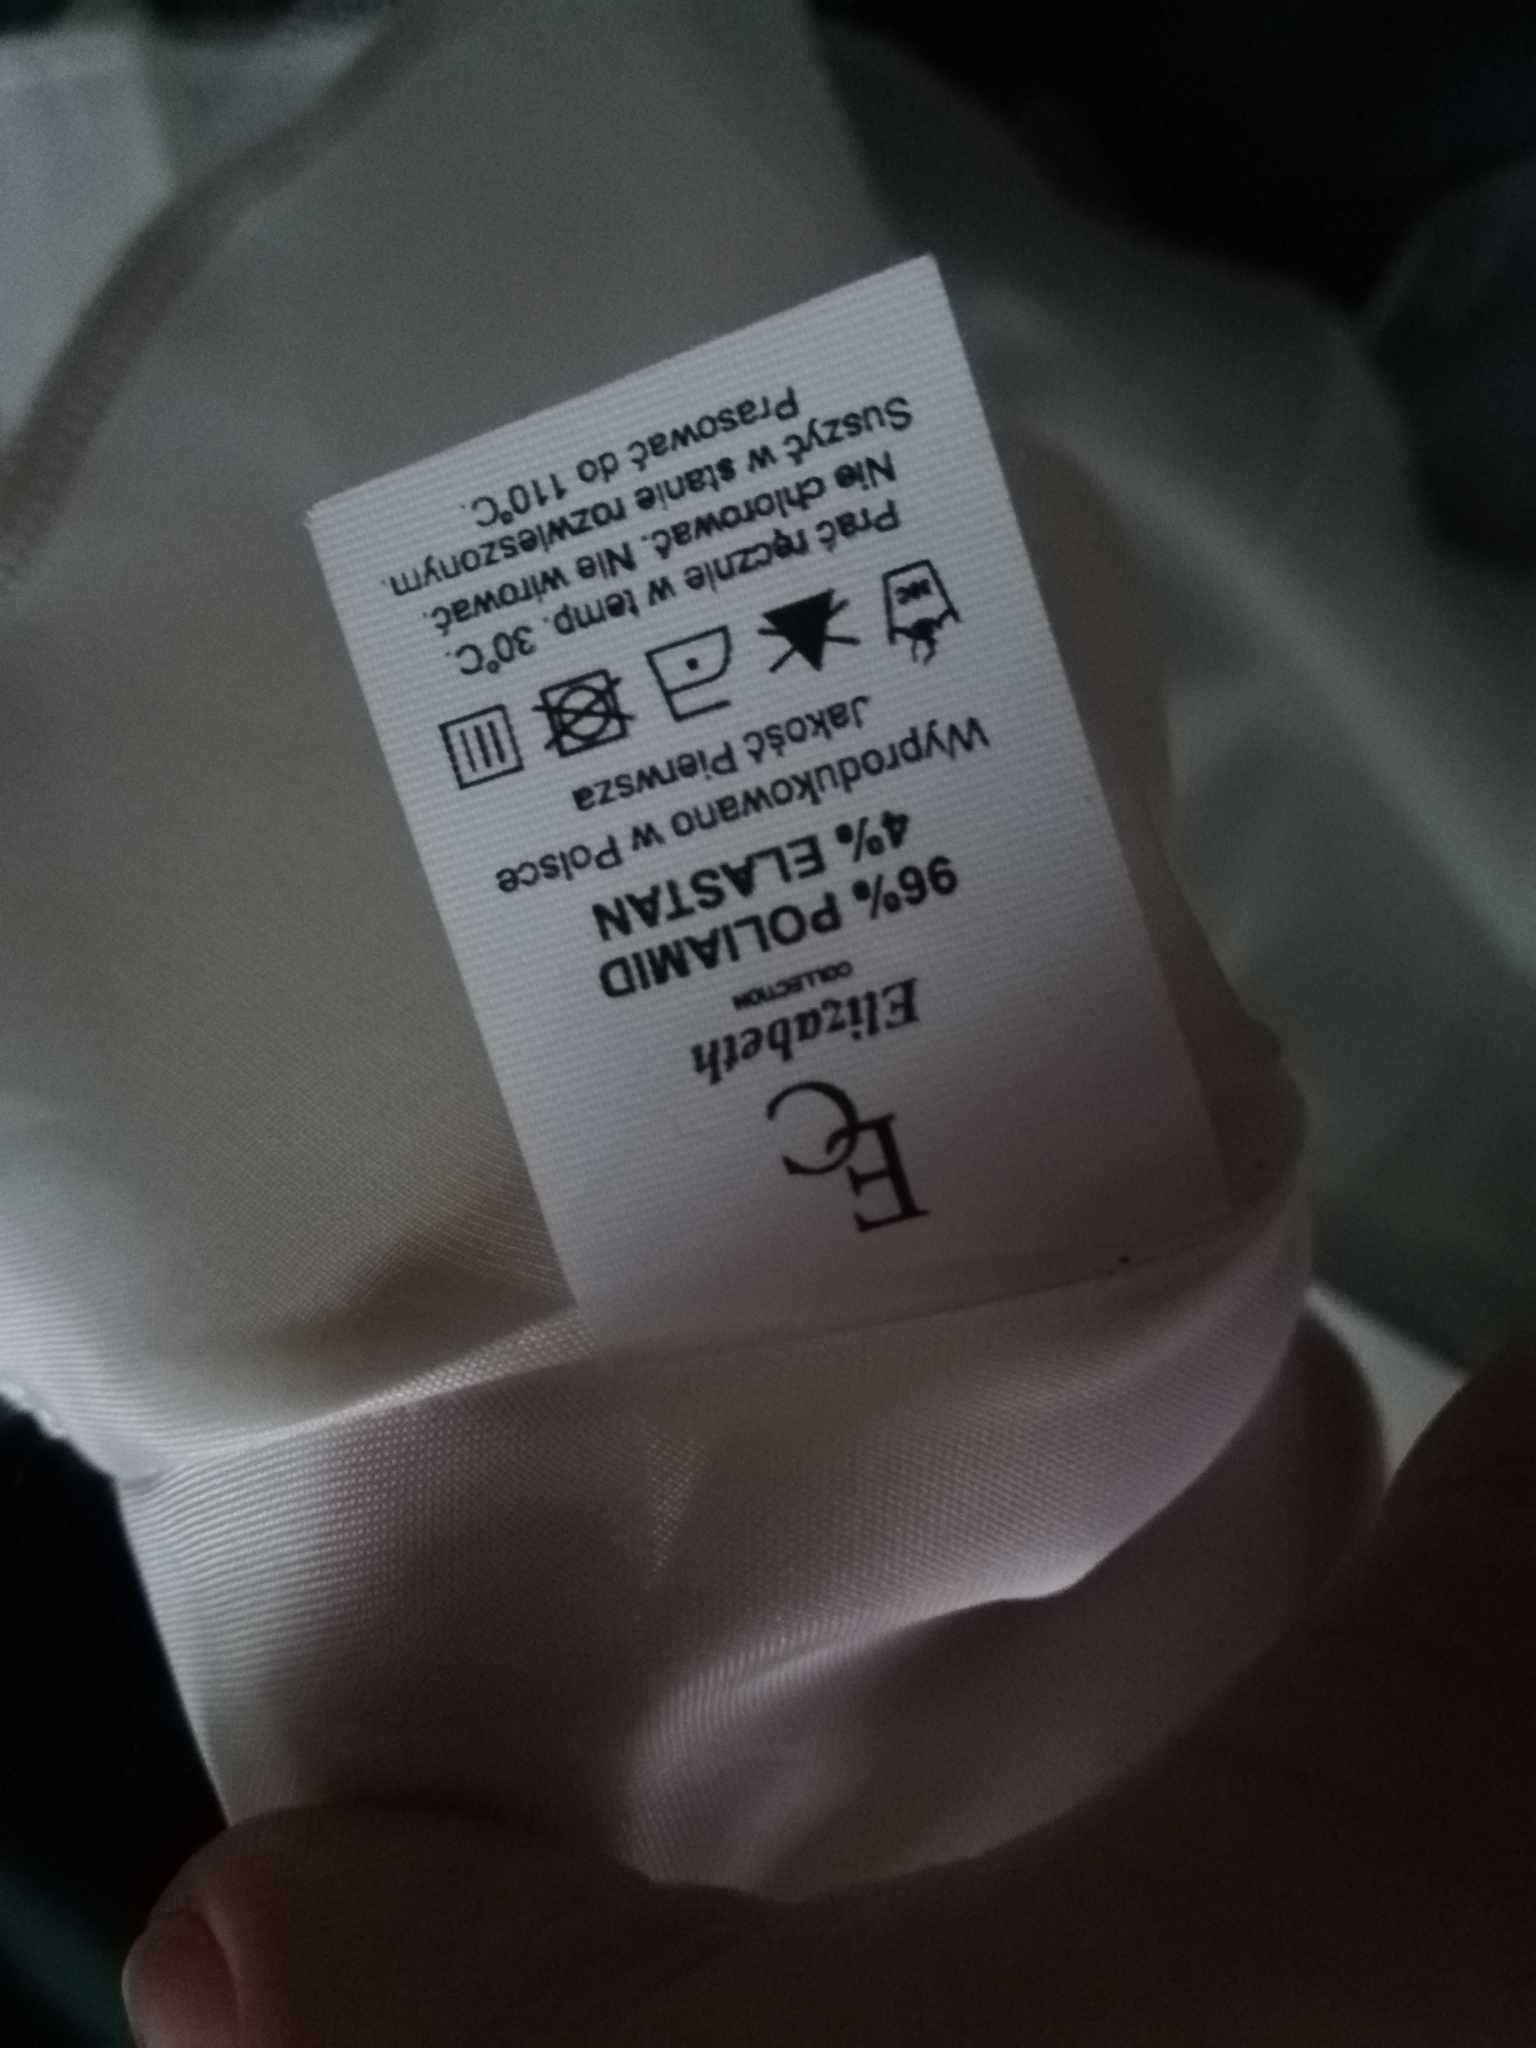 EC
Elizabeth
COLLECTION
96% POLIAMID
4% ELASTAN
Wyprodukowano w Polsce
Jakość Pierwsza
30C
Prać ręcznie w temp. 30°C.
Nie chlorować. Nie wirować.
Suszyć w stanie rozwieszonym.
Prasować do 110°C.